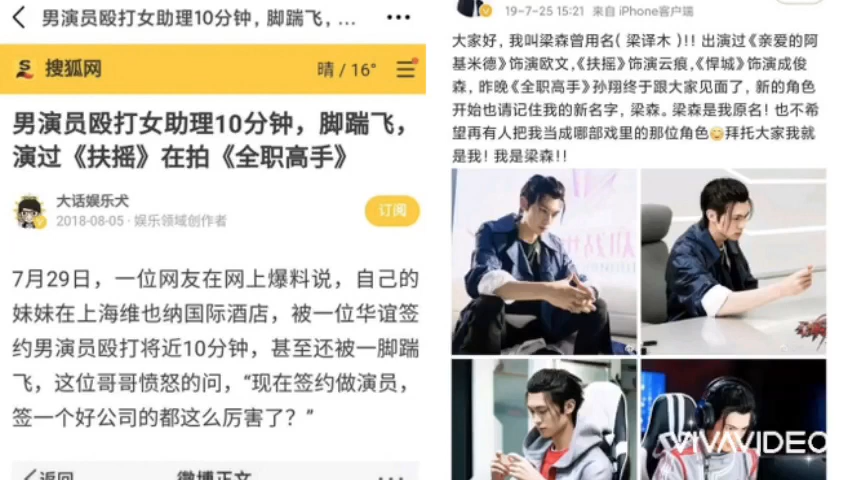 男演员殴打女助理10分钟，脚踹飞，...
搜狐网
晴 / 16°
男演员殴打女助理10分钟，脚踹飞，
演过《扶摇》在拍《全职高手》
大话娱乐犬
2018-08-05 · 娱乐领域创作者
订阅
7月29日，一位网友在网上爆料说，自己的
妹妹在上海维也纳国际酒店，被一位华谊签
约男演员殴打将近10分钟，甚至还被一脚踹
飞，这位哥哥愤怒的问，“现在签约做演员，
签一个好公司的都这么厉害了？”
返回
微博正文
19-7-25 15:21 来自 iPhone客户端
大家好，我叫梁森曾用名( 梁译木 )!! 出演过《亲爱的阿
基米德》饰演欧文,《扶摇》饰演云痕,《悍城》饰演成俊
森，昨晚《全职高手》孙翔终于跟大家见面了，新的角色
开始也请记住我的新名字，梁森。梁森是我原名! 也不希
望再有人把我当成哪部戏里的那位角色😊拜托大家我就
是我! 我是梁森!!
VIVAVIDEO